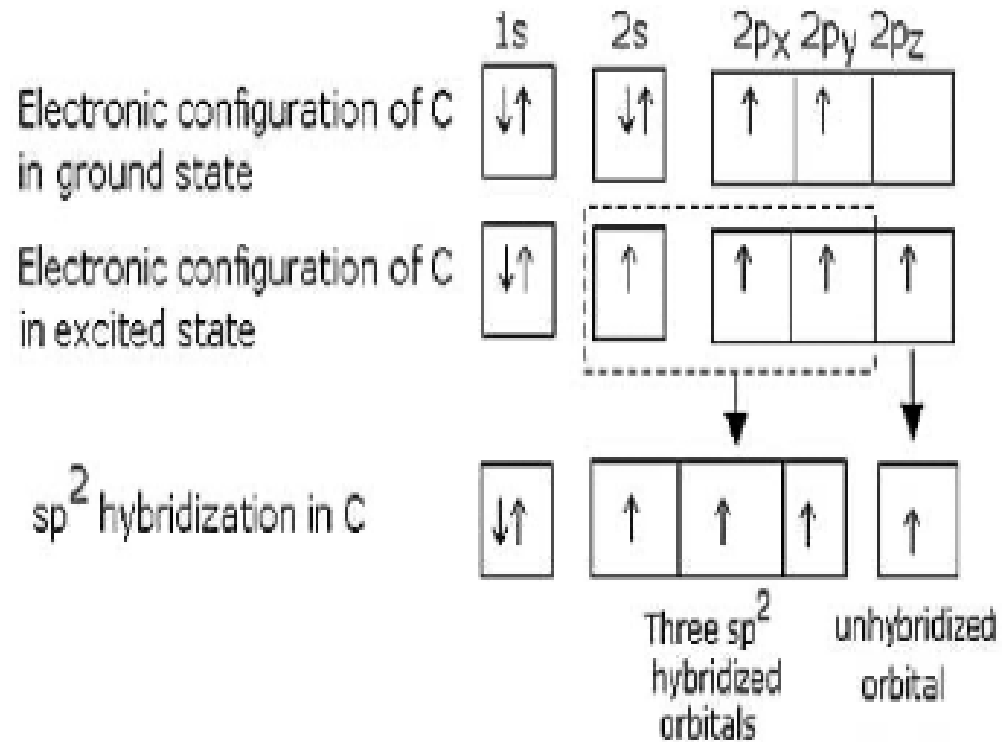 1s 2s 2px 2py 2pz
Electronic configuration of C
in ground state
Electronic configuration of C
in excited state
sp² hybridization in C
Three sp²
hybridized
orbitals
unhybridized
orbital